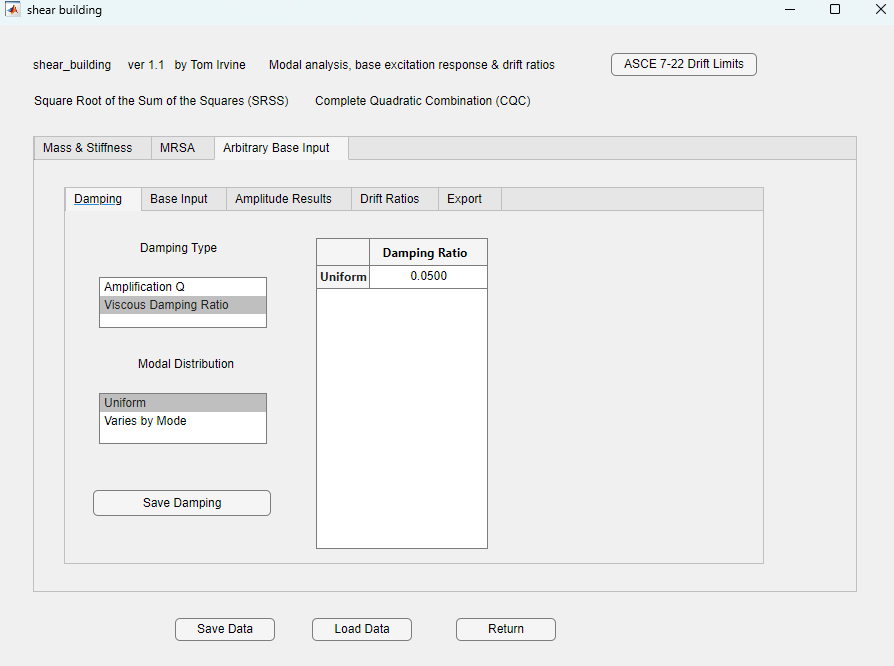 shear building
shear_building ver 1.1 by Tom Irvine Modal analysis, base excitation response & drift ratios ASCE 7-22 Drift Limits
Square Root of the Sum of the Squares (SRSS) Complete Quadratic Combination (CQC)
Mass & Stiffness MRSA Arbitrary Base Input
Damping Base Input Amplitude Results Drift Ratios Export
Damping Type
Amplification Q
Viscous Damping Ratio
Modal Distribution
Uniform
Varies by Mode
Save Damping
Damping Ratio
Uniform 0.0500
Save Data Load Data Return